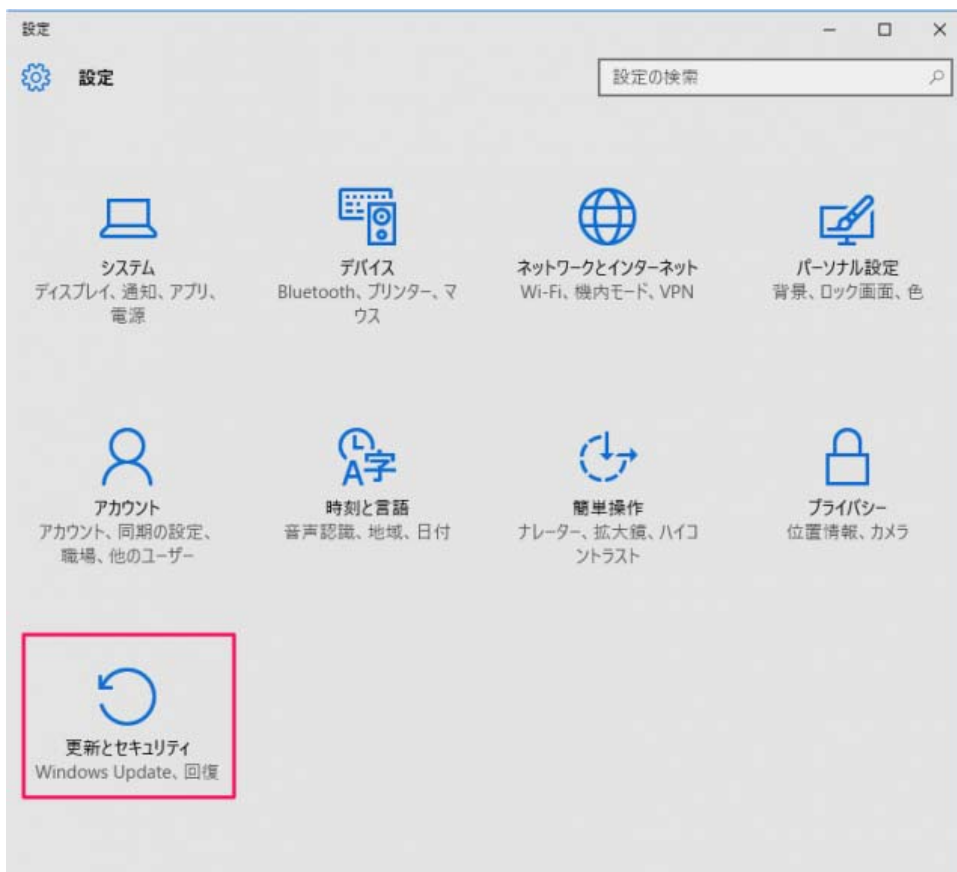 設定
設定
設定の検索
システム
ディスプレイ、通知、アプリ、
電源
デバイス
Bluetooth、プリンター、マ
ウス
ネットワークとインターネット
Wi-Fi、機内モード、VPN
パーソナル設定
背景、ロック画面、色
アカウント
アカウント、同期の設定、
職場、他のユーザー
時刻と言語
音声認識、地域、日付
簡単操作
ナレーター、拡大鏡、ハイコ
ントラスト
プライバシー
位置情報、カメラ
更新とセキュリティ
Windows Update、回復